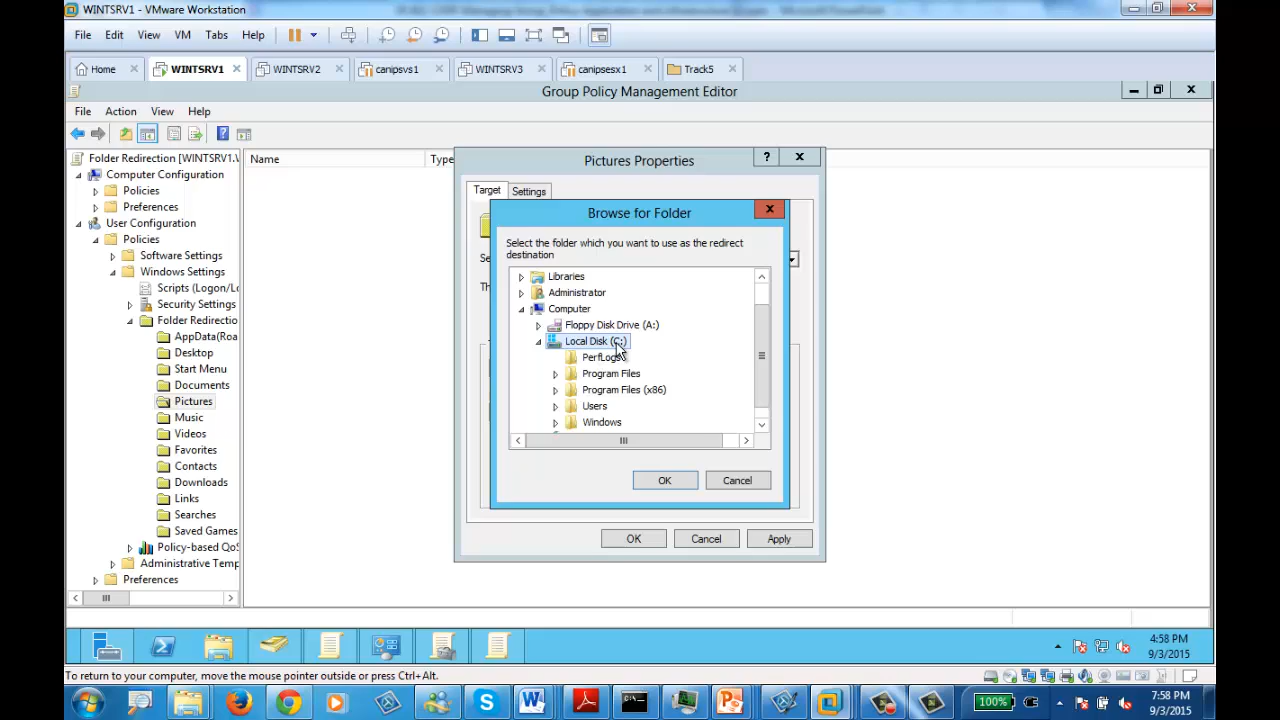 WINTSRV1 - VMware Workstation
File Edit View VM Tabs Help
Home WINTSRV1 WINTSRV2 canipsvs1 WINTSRV3 canipsesx1 Track5
Group Policy Management Editor
File Action View Help
Folder Redirection [WINTSRV1.
Computer Configuration
Policies
Preferences
User Configuration
Policies
Software Settings
Windows Settings
Scripts (Logon/Lo
Security Settings
Folder Redirectio
AppData(Roa
Desktop
Start Menu
Documents
Pictures
Music
Videos
Favorites
Contacts
Downloads
Links
Searches
Saved Games
Policy-based QoS
Administrative Temp
Preferences
Name Type
Pictures Properties
Target Settings
Se
Th
Browse for Folder
Select the folder which you want to use as the redirect
destination
Libraries
Administrator
Computer
Floppy Disk Drive (A:)
Local Disk (C:)
PerfLogs
Program Files
Program Files (x86)
Users
Windows
OK Cancel
OK Cancel Apply
4:58 PM
9/3/2015
To return to your computer, move the mouse pointer outside or press Ctrl+Alt.
100%
7:58 PM
9/3/2015